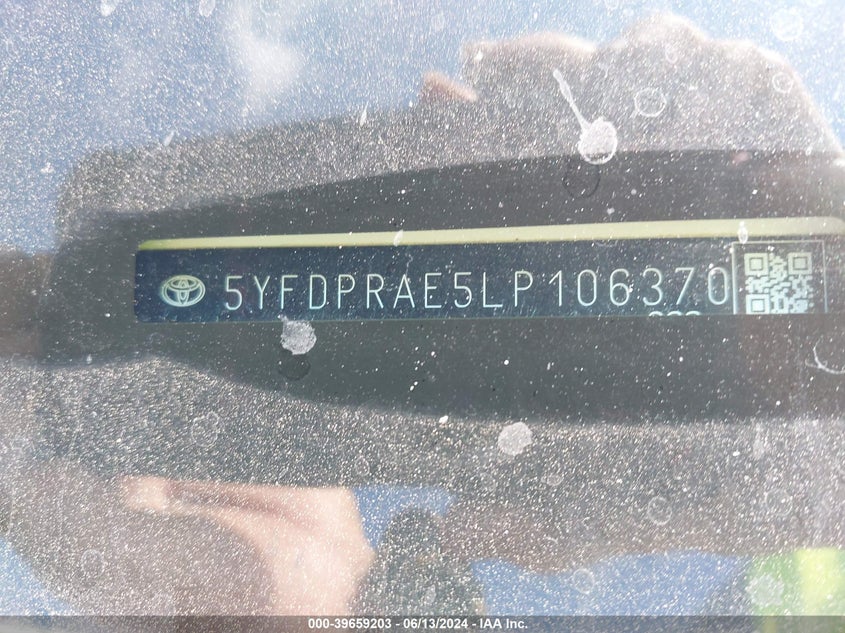 5YFDPRAE5LP106370
000-39659203 - 06/13/2024 - IAA Inc.